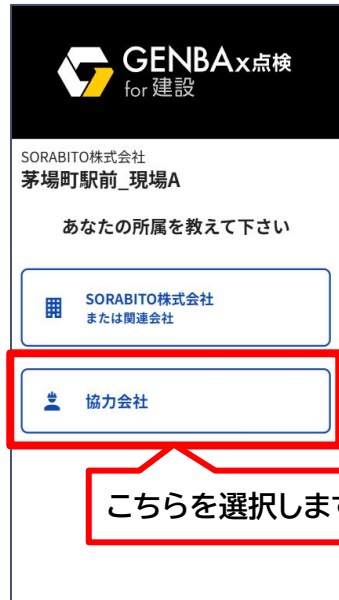 GENBAx点検
for 建設
SORABITO株式会社
茅場町駅前_現場A
あなたの所属を教えて下さい
SORABITO株式会社
または関連会社
協力会社
こちらを選択しま